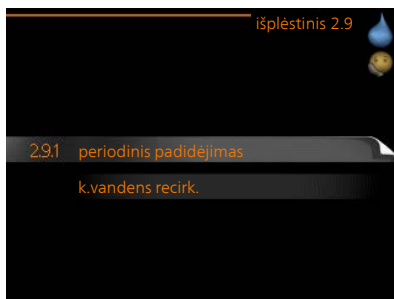 išplėstinis 2.9
2.9.1 periodinis padidėjimas
k.vandens recirk.